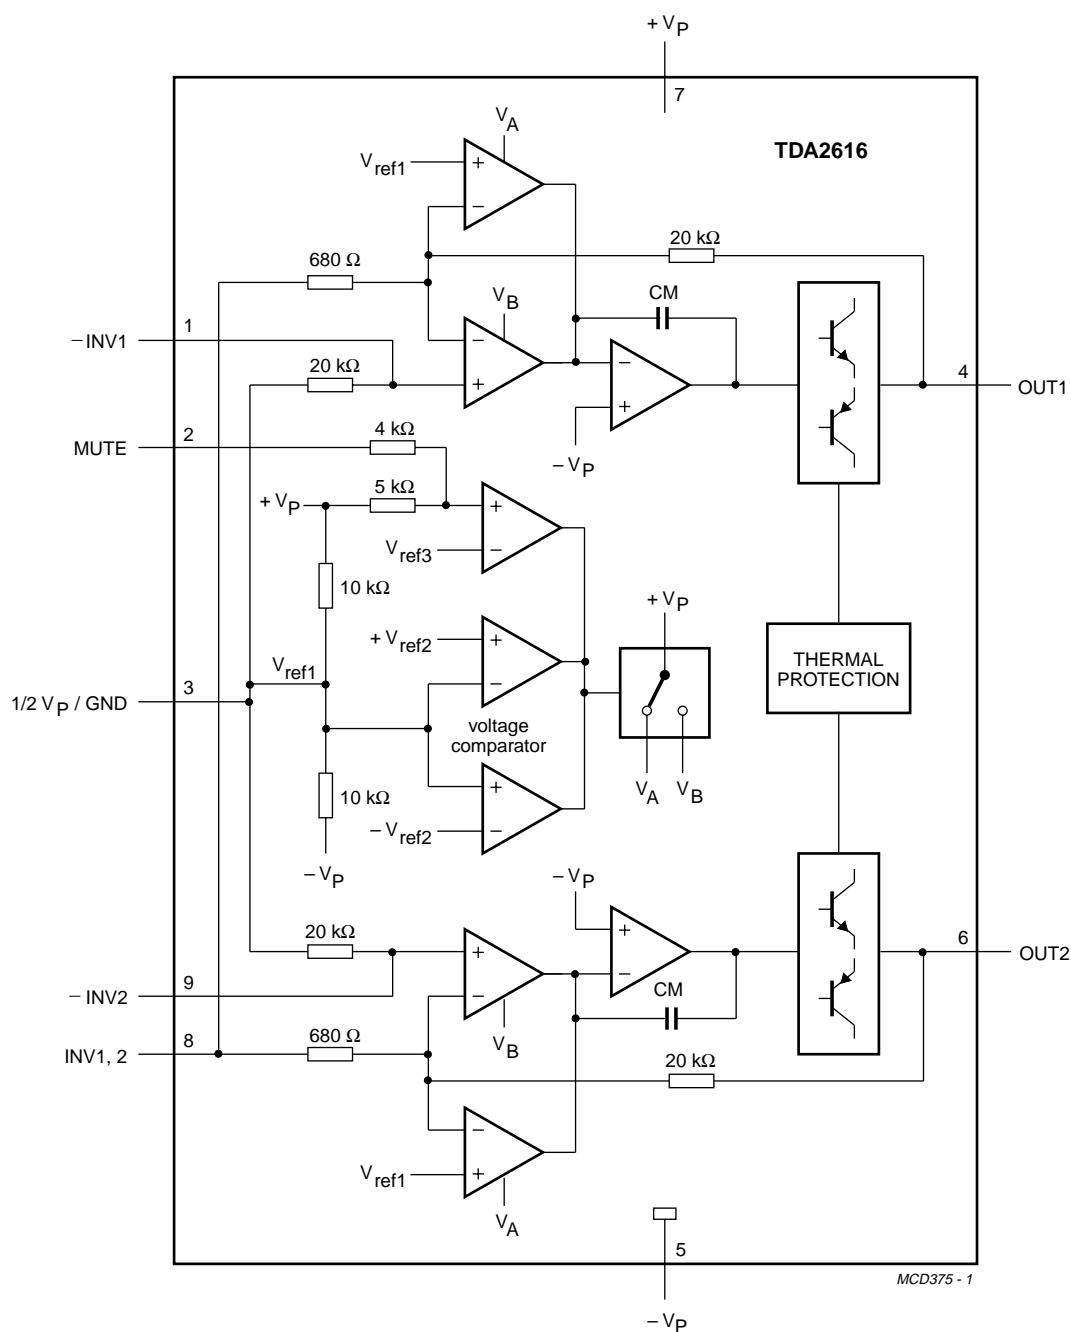 + VP
7
TDA2616
VA
Vref1
+
−
20 kΩ
680 Ω
CM
VB
−
+
1
− INV1
20 kΩ
−
+
4
OUT1
− VP
2
MUTE
4 kΩ
+ VP
5 kΩ
+
−
Vref3
10 kΩ
+ VP
+ Vref2
+
−
Vref1
THERMAL
PROTECTION
3
1/2 VP / GND
voltage
comparator
VA
VB
+
−
10 kΩ
− Vref2
− VP
− VP
20 kΩ
+
−
+
−
6
OUT2
9
− INV2
CM
VB
8
INV1, 2
680 Ω
20 kΩ
−
+
Vref1
VA
5
MCD375 - 1
− VP